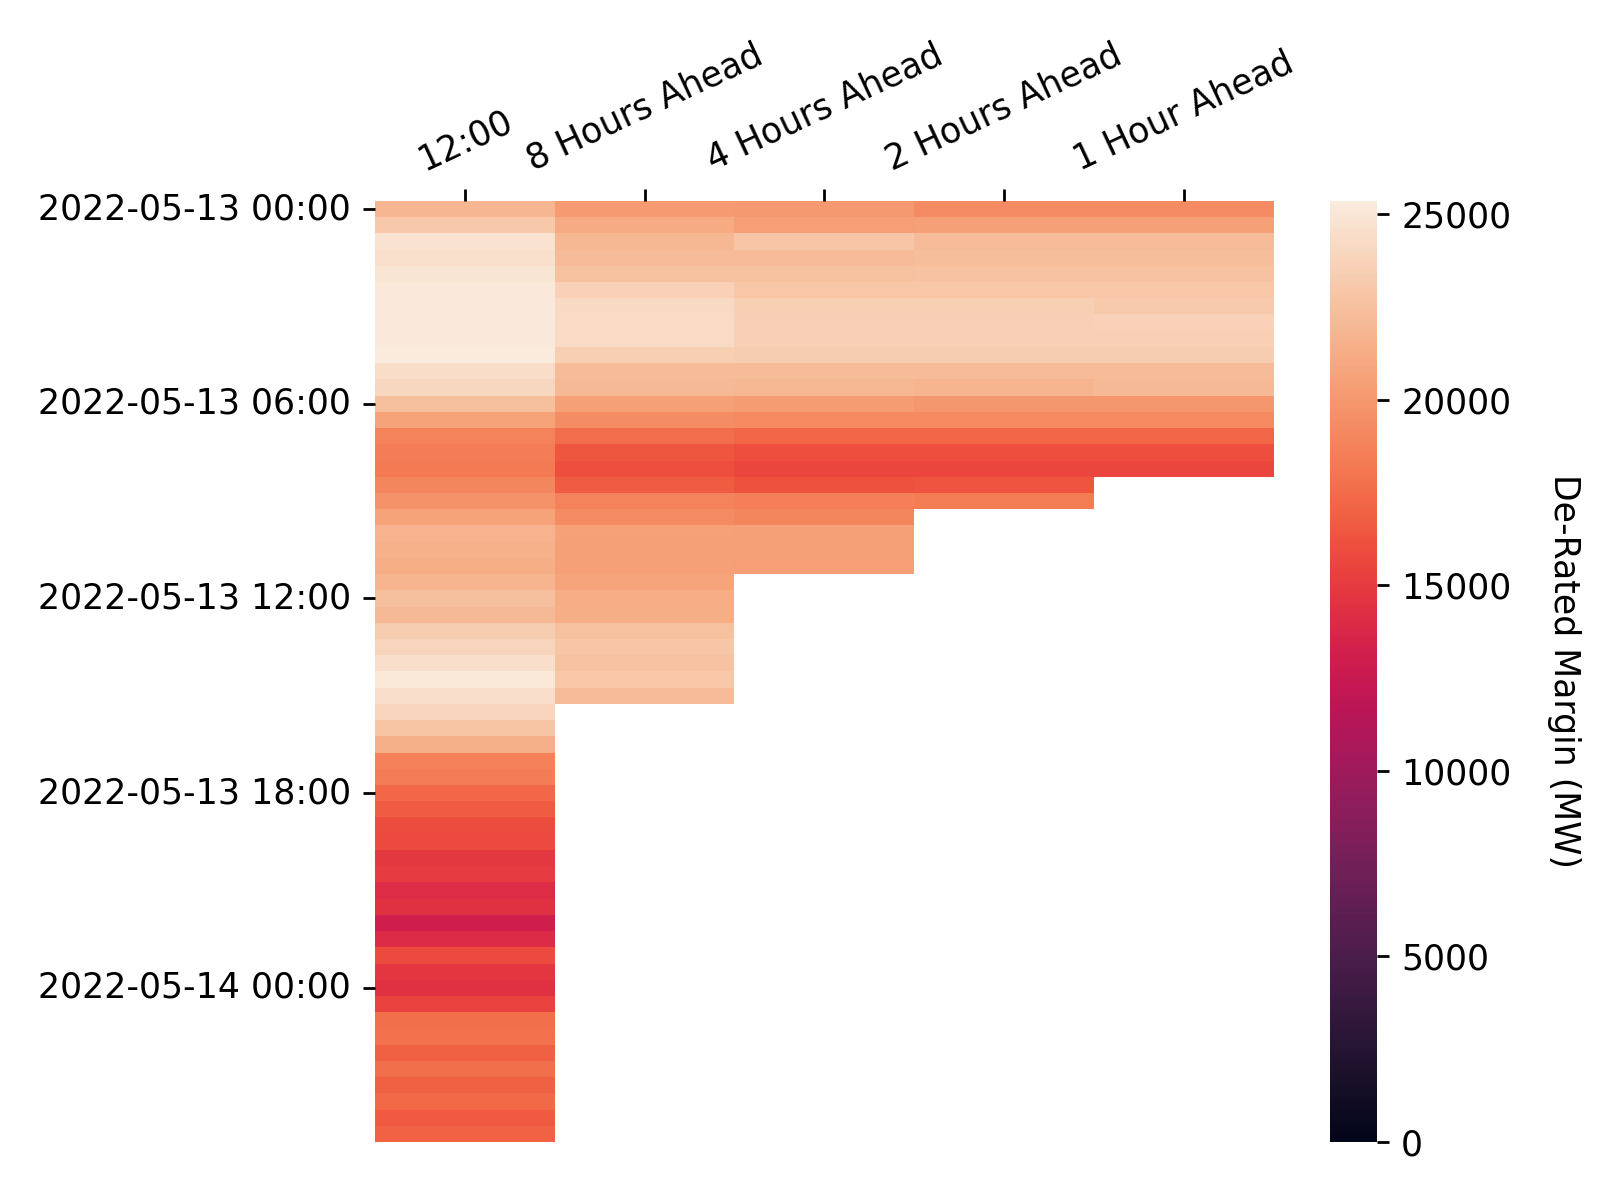 12:00
8 Hours Ahead
4 Hours Ahead
2 Hours Ahead
1 Hour Ahead
2022-05-13 00:00
2022-05-13 06:00
2022-05-13 12:00
2022-05-13 18:00
2022-05-14 00:00
25000
20000
15000
10000
5000
0
De-Rated Margin (MW)